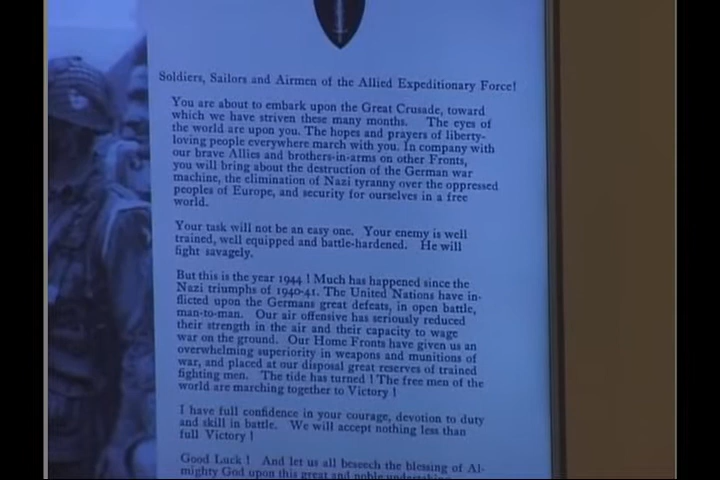 Soldiers, Sailors and Airmen of the Allied Expeditionary Force!
You are about to embark upon the Great Crusade, toward
which we have striven these many months. The eyes of
the world are upon you. The hopes and prayers of liberty-
loving people everywhere march with you. In company with
our brave Allies and brothers-in-arms on other Fronts,
you will bring about the destruction of the German war
machine, the elimination of Nazi tyranny over the oppressed
peoples of Europe, and security for ourselves in a free
world.
Your task will not be an easy one. Your enemy is well
trained, well equipped and battle-hardened. He will
fight savagely.
But this is the year 1944 ! Much has happened since the
Nazi triumphs of 1940-41. The United Nations have in-
flicted upon the Germans great defeats, in open battle,
man-to-man. Our air offensive has seriously reduced
their strength in the air and their capacity to wage
war on the ground. Our Home Fronts have given us an
overwhelming superiority in weapons and munitions of
war, and placed at our disposal great reserves of trained
fighting men. The tide has turned ! The free men of the
world are marching together to Victory !
I have full confidence in your courage, devotion to duty
and skill in battle. We will accept nothing less than
full Victory !
Good Luck ! And let us all beseech the blessing of Al-
mighty God upon this great and noble undertaking.